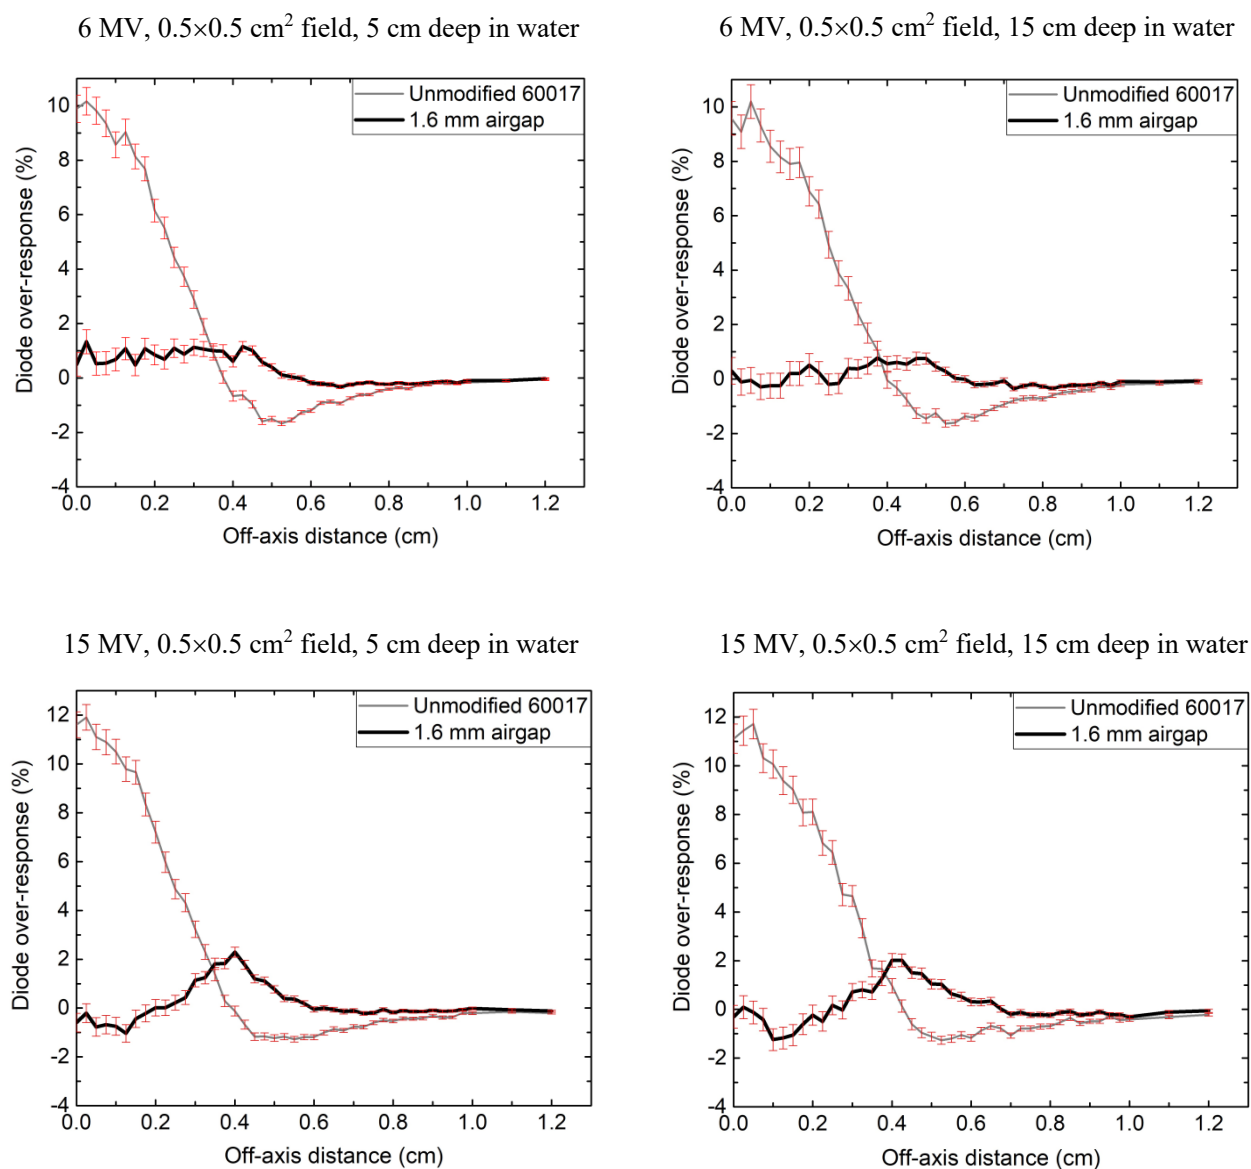 6 MV, 0.5×0.5 cm² field, 5 cm deep in water
Unmodified 60017
1.6 mm airgap
Diode over-response (%)
10
8
6
4
2
0
-2
-4
0.0 0.2 0.4 0.6 0.8 1.0 1.2
Off-axis distance (cm)
6 MV, 0.5×0.5 cm² field, 15 cm deep in water
Unmodified 60017
1.6 mm airgap
Diode over-response (%)
10
8
6
4
2
0
-2
-4
0.0 0.2 0.4 0.6 0.8 1.0 1.2
Off-axis distance (cm)
15 MV, 0.5×0.5 cm² field, 5 cm deep in water
Unmodified 60017
1.6 mm airgap
Diode over-response (%)
12
10
8
6
4
2
0
-2
-4
0.0 0.2 0.4 0.6 0.8 1.0 1.2
Off-axis distance (cm)
15 MV, 0.5×0.5 cm² field, 15 cm deep in water
Unmodified 60017
1.6 mm airgap
Diode over-response (%)
12
10
8
6
4
2
0
-2
-4
0.0 0.2 0.4 0.6 0.8 1.0 1.2
Off-axis distance (cm)